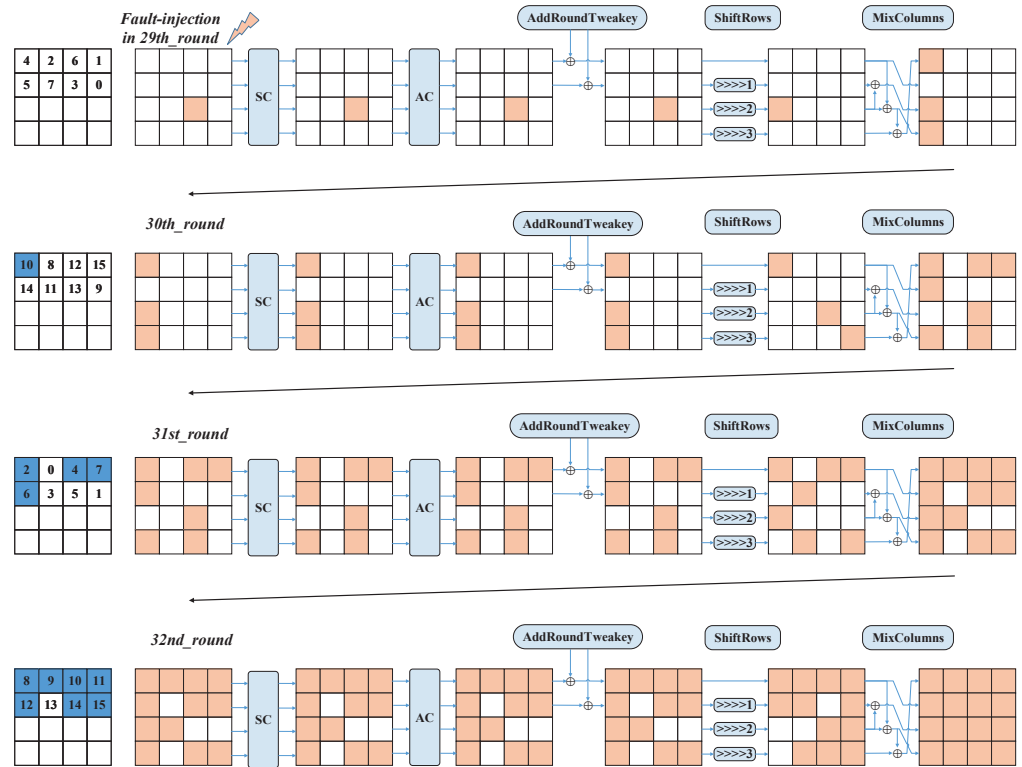 Fault-injection
in 29th_round
AddRoundTweakey
ShiftRows
MixColumns
4 2 6 1
5 7 3 0
SC
AC
>>>>1
>>>>2
>>>>3
30th_round
AddRoundTweakey
ShiftRows
MixColumns
10 8 12 15
14 11 13 9
SC
AC
>>>>1
>>>>2
>>>>3
31st_round
AddRoundTweakey
ShiftRows
MixColumns
2 0 4 7
6 3 5 1
SC
AC
>>>>1
>>>>2
>>>>3
32nd_round
AddRoundTweakey
ShiftRows
MixColumns
8 9 10 11
12 13 14 15
SC
AC
>>>>1
>>>>2
>>>>3